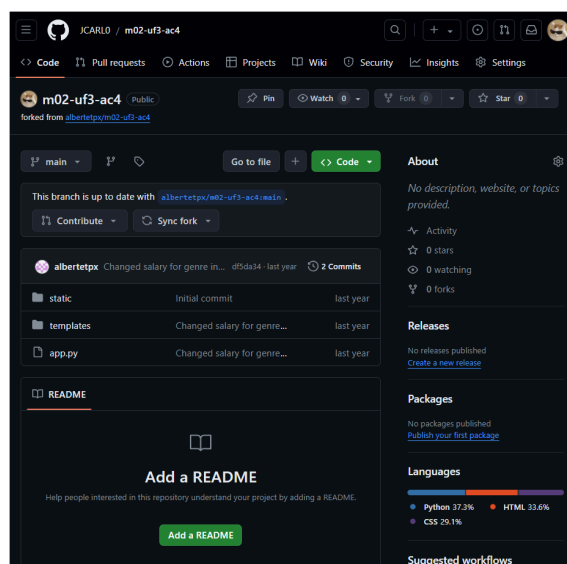 JCARL0 / m02-uf3-ac4
<> Code Pull requests Actions Projects Wiki Security Insights Settings
m02-uf3-ac4 Public Pin Watch 0 Fork 0 Star 0
forked from albertetpx/m02-uf3-ac4
main Go to file + <> Code
This branch is up to date with albertetpx/m02-uf3-ac4:main .
Contribute Sync fork
albertetpx Changed salary for genre in... df5da34 · last year 2 Commits
static Initial commit last year
templates Changed salary for genre... last year
app.py Changed salary for genre... last year
README
Add a README
Help people interested in this repository understand your project by adding a README.
Add a README
About
No description, website, or topics
provided.
Activity
0 stars
0 watching
0 forks
Releases
No releases published
Create a new release
Packages
No packages published
Publish your first package
Languages
Python 37.3% HTML 33.6%
CSS 29.1%
Suggested workflows